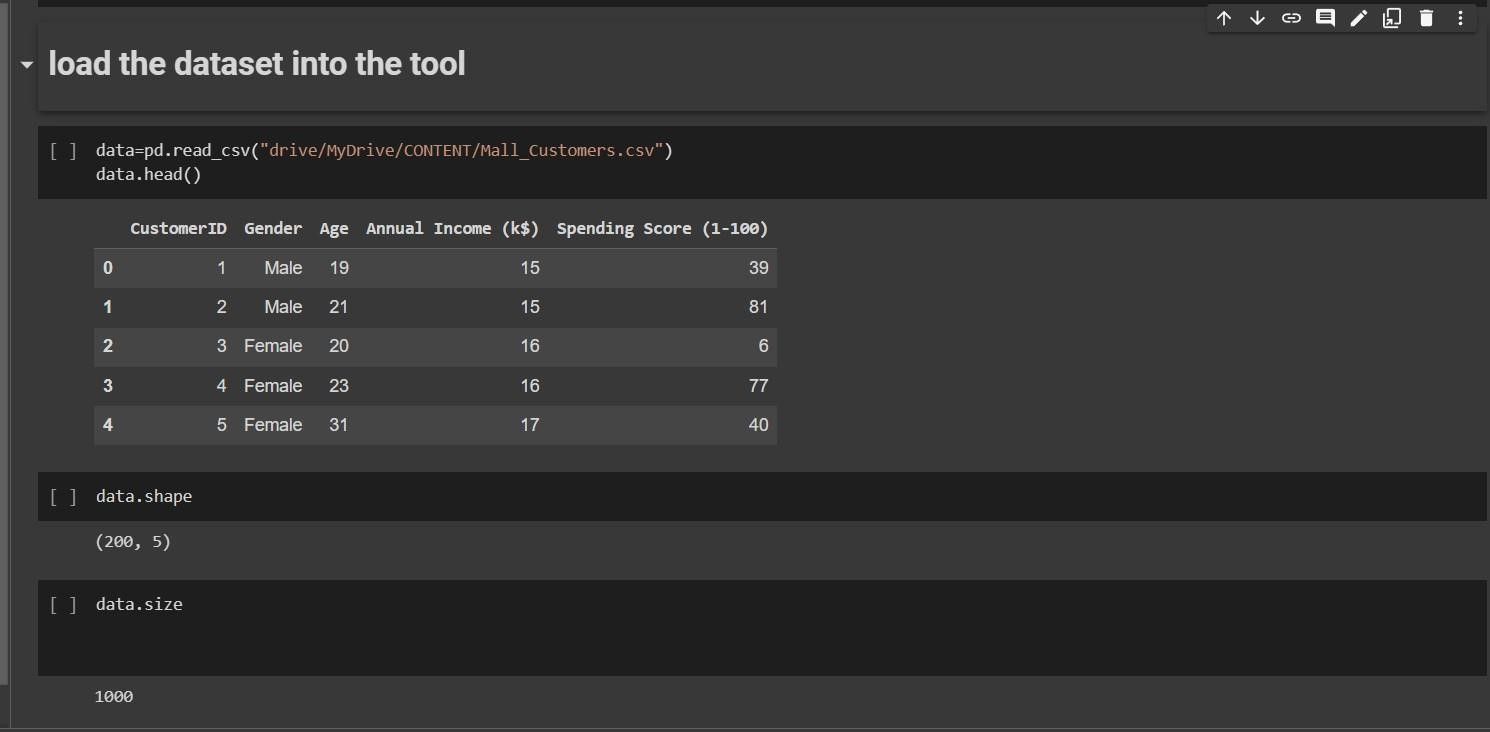 load the dataset into the tool
[ ] data=pd.read_csv("drive/MyDrive/CONTENT/Mall_Customers.csv")
data.head()
CustomerID Gender Age Annual Income (k$) Spending Score (1-100)
0 1 Male 19 15 39
1 2 Male 21 15 81
2 3 Female 20 16 6
3 4 Female 23 16 77
4 5 Female 31 17 40
[ ] data.shape
(200, 5)
[ ] data.size
1000